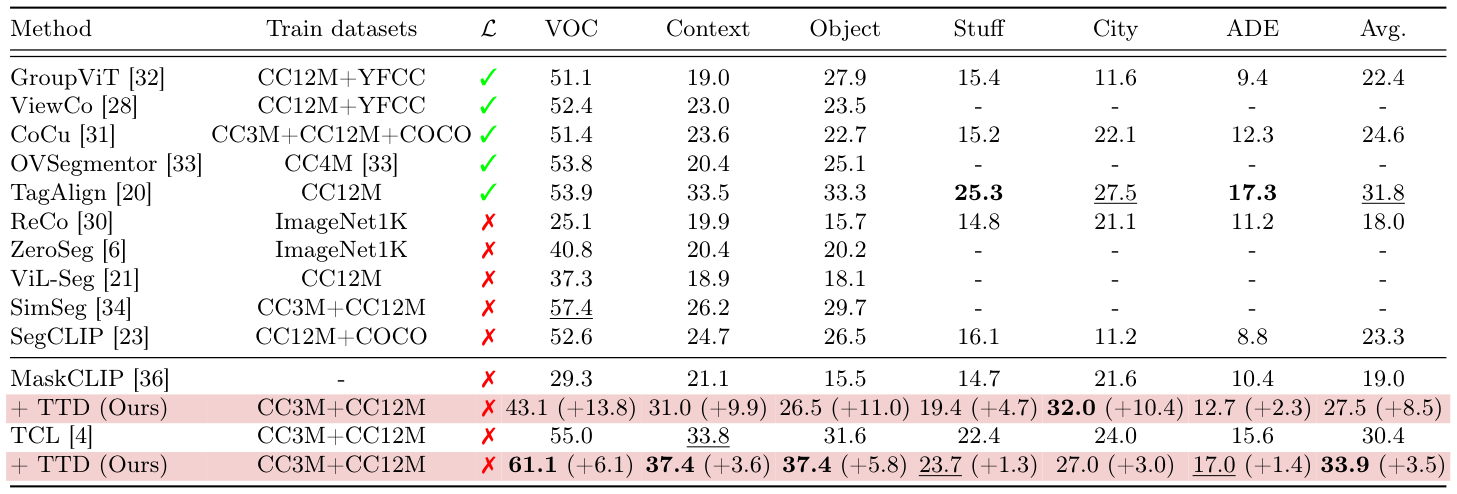 Method Train datasets ℒ VOC Context Object Stuff City ADE Avg.
GroupViT [32] CC12M+YFCC ✓ 51.1 19.0 27.9 15.4 11.6 9.4 22.4
ViewCo [28] CC12M+YFCC ✓ 52.4 23.0 23.5 - - - -
CoCu [31] CC3M+CC12M+COCO ✓ 51.4 23.6 22.7 15.2 22.1 12.3 24.6
OVSegmentor [33] CC4M [33] ✓ 53.8 20.4 25.1 - - - -
TagAlign [20] CC12M ✓ 53.9 33.5 33.3 25.3 27.5 17.3 31.8
ReCo [30] ImageNet1K ✗ 25.1 19.9 15.7 14.8 21.1 11.2 18.0
ZeroSeg [6] ImageNet1K ✗ 40.8 20.4 20.2 - - - -
ViL-Seg [21] CC12M ✗ 37.3 18.9 18.1 - - - -
SimSeg [34] CC3M+CC12M ✗ 57.4 26.2 29.7 - - - -
SegCLIP [23] CC12M+COCO ✗ 52.6 24.7 26.5 16.1 11.2 8.8 23.3
MaskCLIP [36] - ✗ 29.3 21.1 15.5 14.7 21.6 10.4 19.0
+ TTD (Ours) CC3M+CC12M ✗ 43.1 (+13.8) 31.0 (+9.9) 26.5 (+11.0) 19.4 (+4.7) 32.0 (+10.4) 12.7 (+2.3) 27.5 (+8.5)
TCL [4] CC3M+CC12M ✗ 55.0 33.8 31.6 22.4 24.0 15.6 30.4
+ TTD (Ours) CC3M+CC12M ✗ 61.1 (+6.1) 37.4 (+3.6) 37.4 (+5.8) 23.7 (+1.3) 27.0 (+3.0) 17.0 (+1.4) 33.9 (+3.5)